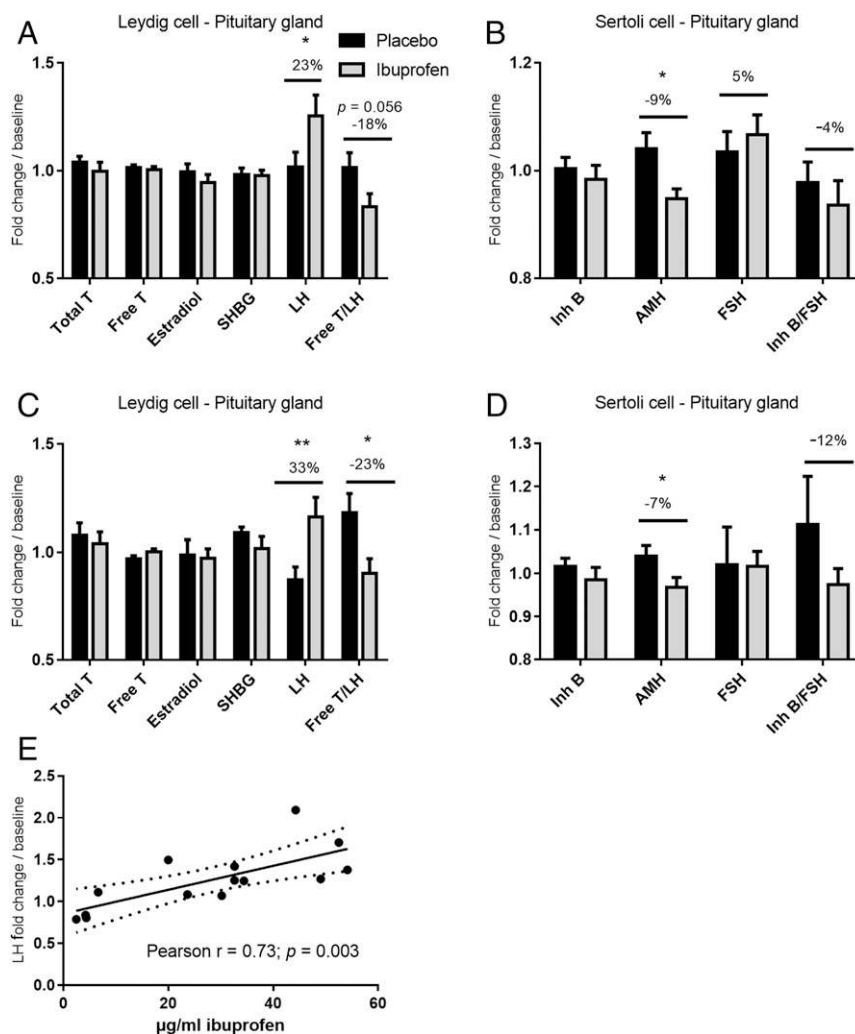 A
Leydig cell - Pituitary gland
Placebo
Ibuprofen
*
23%
p = 0.056
-18%
Fold change / baseline
1.5
1.0
0.5
Total T
Free T
Estradiol
SHBG
LH
Free T/LH
B
Sertoli cell - Pituitary gland
*
-9%
5%
−4%
Fold change / baseline
1.2
1.0
0.8
Inh B
AMH
FSH
Inh B/FSH
C
Leydig cell - Pituitary gland
**
33%
*
-23%
Fold change / baseline
1.5
1.0
0.5
Total T
Free T
Estradiol
SHBG
LH
Free T/LH
D
Sertoli cell - Pituitary gland
*
-7%
−12%
Fold change / baseline
1.3
1.2
1.1
1.0
0.9
0.8
Inh B
AMH
FSH
Inh B/FSH
E
LH fold change / baseline
2.5
2.0
1.5
1.0
0.5
0.0
Pearson r = 0.73; p = 0.003
0 20 40 60
µg/ml ibuprofen